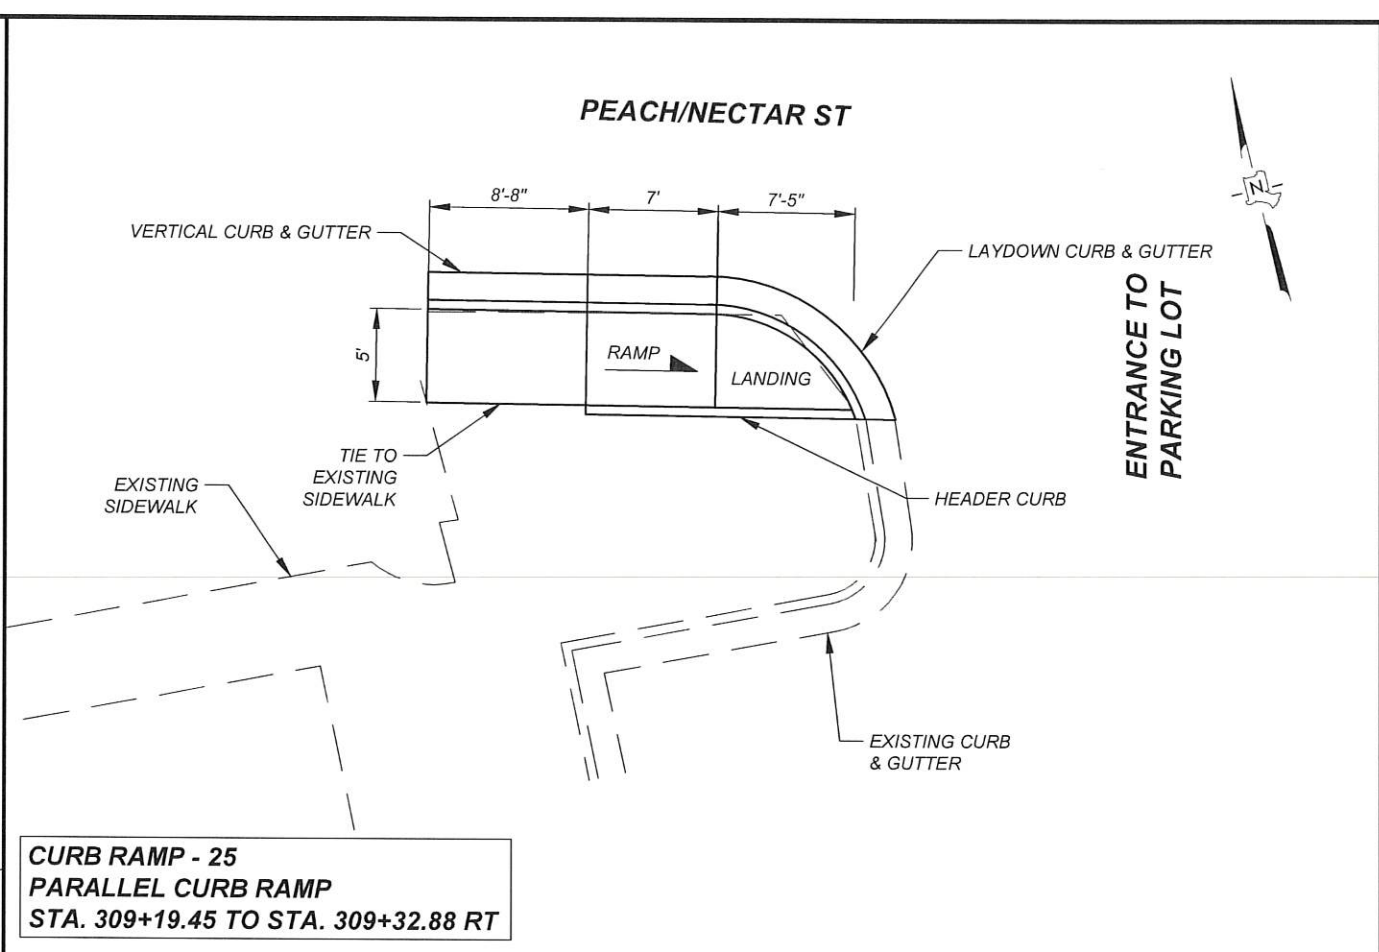 PEACH/NECTAR ST
8'-8"
7'
7'-5"
VERTICAL CURB & GUTTER
LAYDOWN CURB & GUTTER
N
ENTRANCE TO
PARKING LOT
5'
RAMP
LANDING
TIE TO
EXISTING
SIDEWALK
EXISTING
SIDEWALK
HEADER CURB
EXISTING CURB
& GUTTER
CURB RAMP - 25
PARALLEL CURB RAMP
STA. 309+19.45 TO STA. 309+32.88 RT